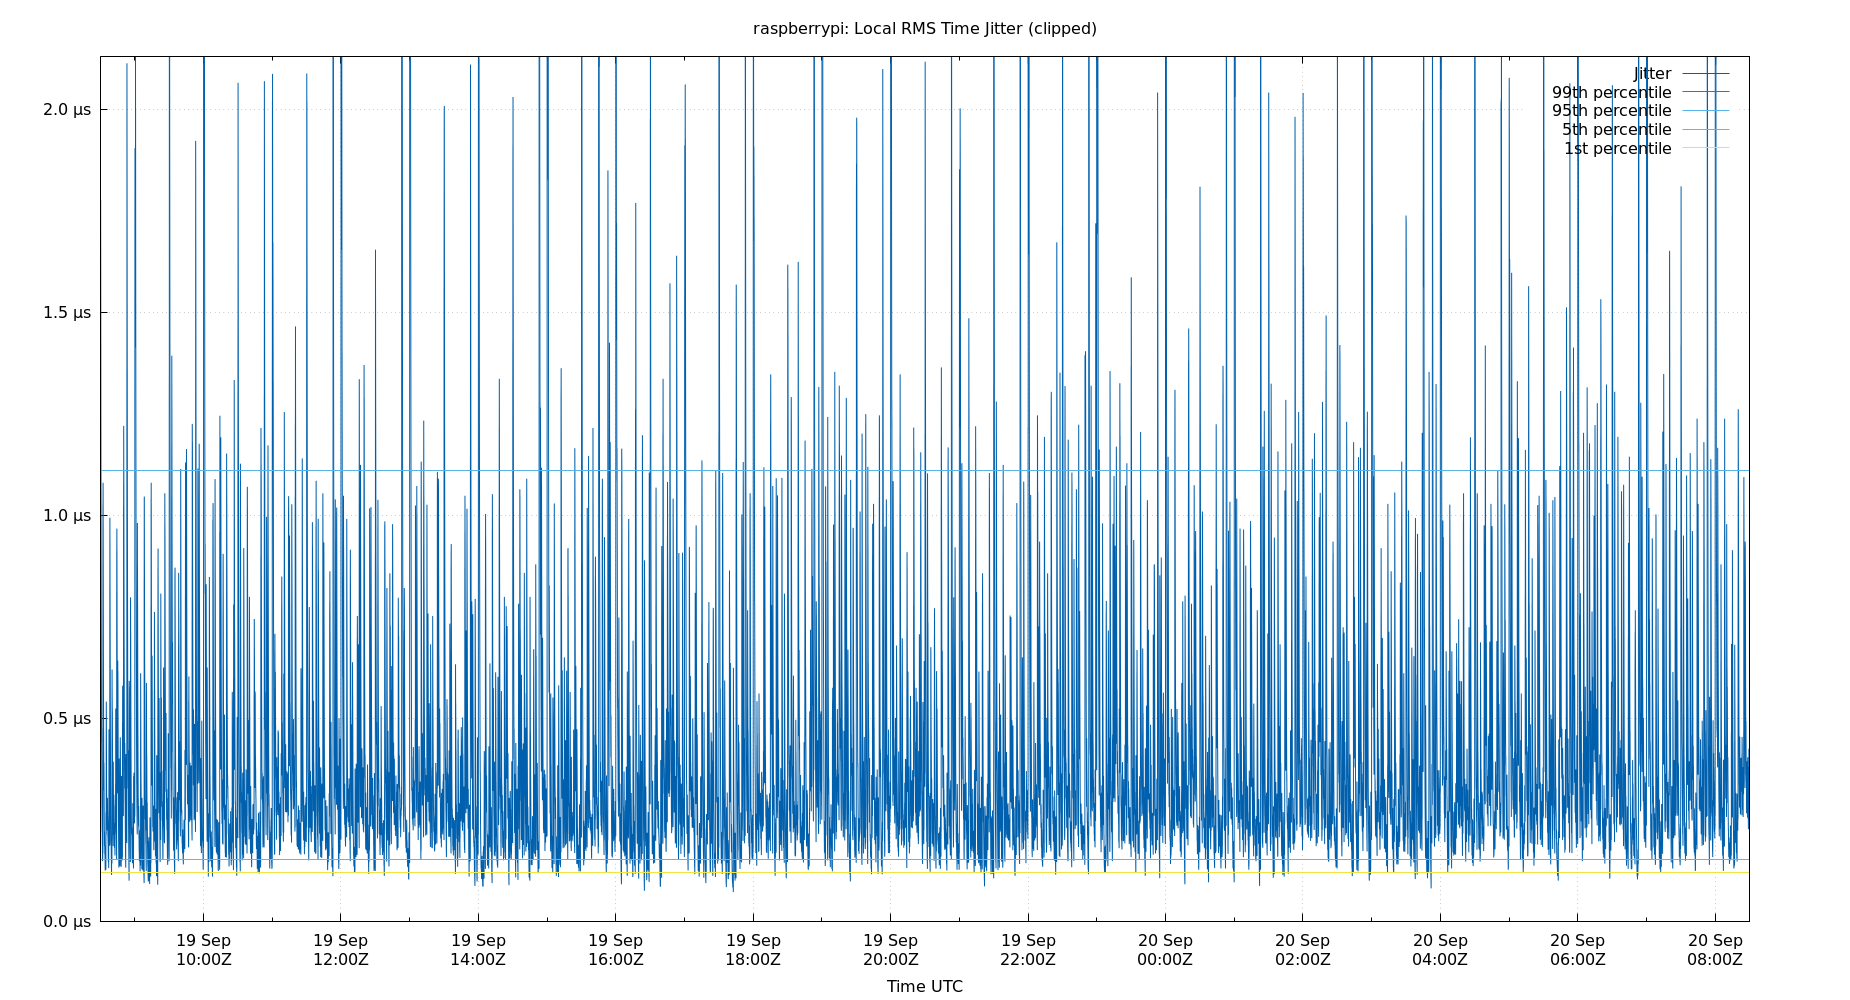 raspberrypi: Local RMS Time Jitter (clipped)
Jitter
99th percentile
95th percentile
5th percentile
1st percentile
2.0 µs
1.5 µs
1.0 µs
0.5 µs
0.0 µs
19 Sep 19 Sep 19 Sep 19 Sep 19 Sep 19 Sep 19 Sep 20 Sep 20 Sep 20 Sep 20 Sep 20 Sep
10:00Z 12:00Z 14:00Z 16:00Z 18:00Z 20:00Z 22:00Z 00:00Z 02:00Z 04:00Z 06:00Z 08:00Z
Time UTC